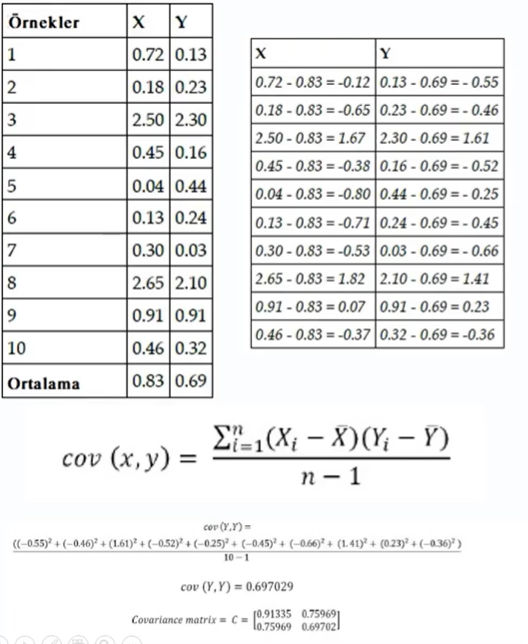 Örnekler X Y
1 0.72 0.13
2 0.18 0.23
3 2.50 2.30
4 0.45 0.16
5 0.04 0.44
6 0.13 0.24
7 0.30 0.03
8 2.65 2.10
9 0.91 0.91
10 0.46 0.32
Ortalama 0.83 0.69
X Y
0.72 - 0.83 = -0.12 0.13 - 0.69 = - 0.55
0.18 - 0.83 = -0.65 0.23 - 0.69 = - 0.46
2.50 - 0.83 = 1.67 2.30 - 0.69 = 1.61
0.45 - 0.83 = -0.38 0.16 - 0.69 = - 0.52
0.04 - 0.83 = -0.80 0.44 - 0.69 = - 0.25
0.13 - 0.83 = -0.71 0.24 - 0.69 = - 0.45
0.30 - 0.83 = -0.53 0.03 - 0.69 = - 0.66
2.65 - 0.83 = 1.82 2.10 - 0.69 = 1.41
0.91 - 0.83 = 0.07 0.91 - 0.69 = 0.23
0.46 - 0.83 = -0.37 0.32 - 0.69 = -0.36
cov (x, y) = Σⁿᵢ₌₁(Xᵢ − X̄)(Yᵢ − Ȳ)
n − 1
cov (Y,Y) =
((−0.55)² + (−0.46)² + (1.61)² + (−0.52)² + (−0.25)² + (−0.45)² + (−0.66)² + (1.41)² + (0.23)² + (−0.36)² )
10 − 1
cov (Y, Y) = 0.697029
Covariance matrix = C = [0.91335 0.75969
0.75969 0.69702]